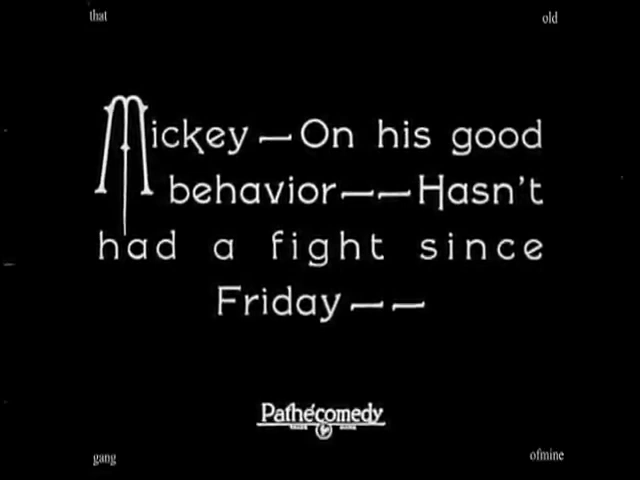 that old
Mickey — On his good
behavior — — Hasn't
had a fight since
Friday — —
Pathécomedy
gang ofmine